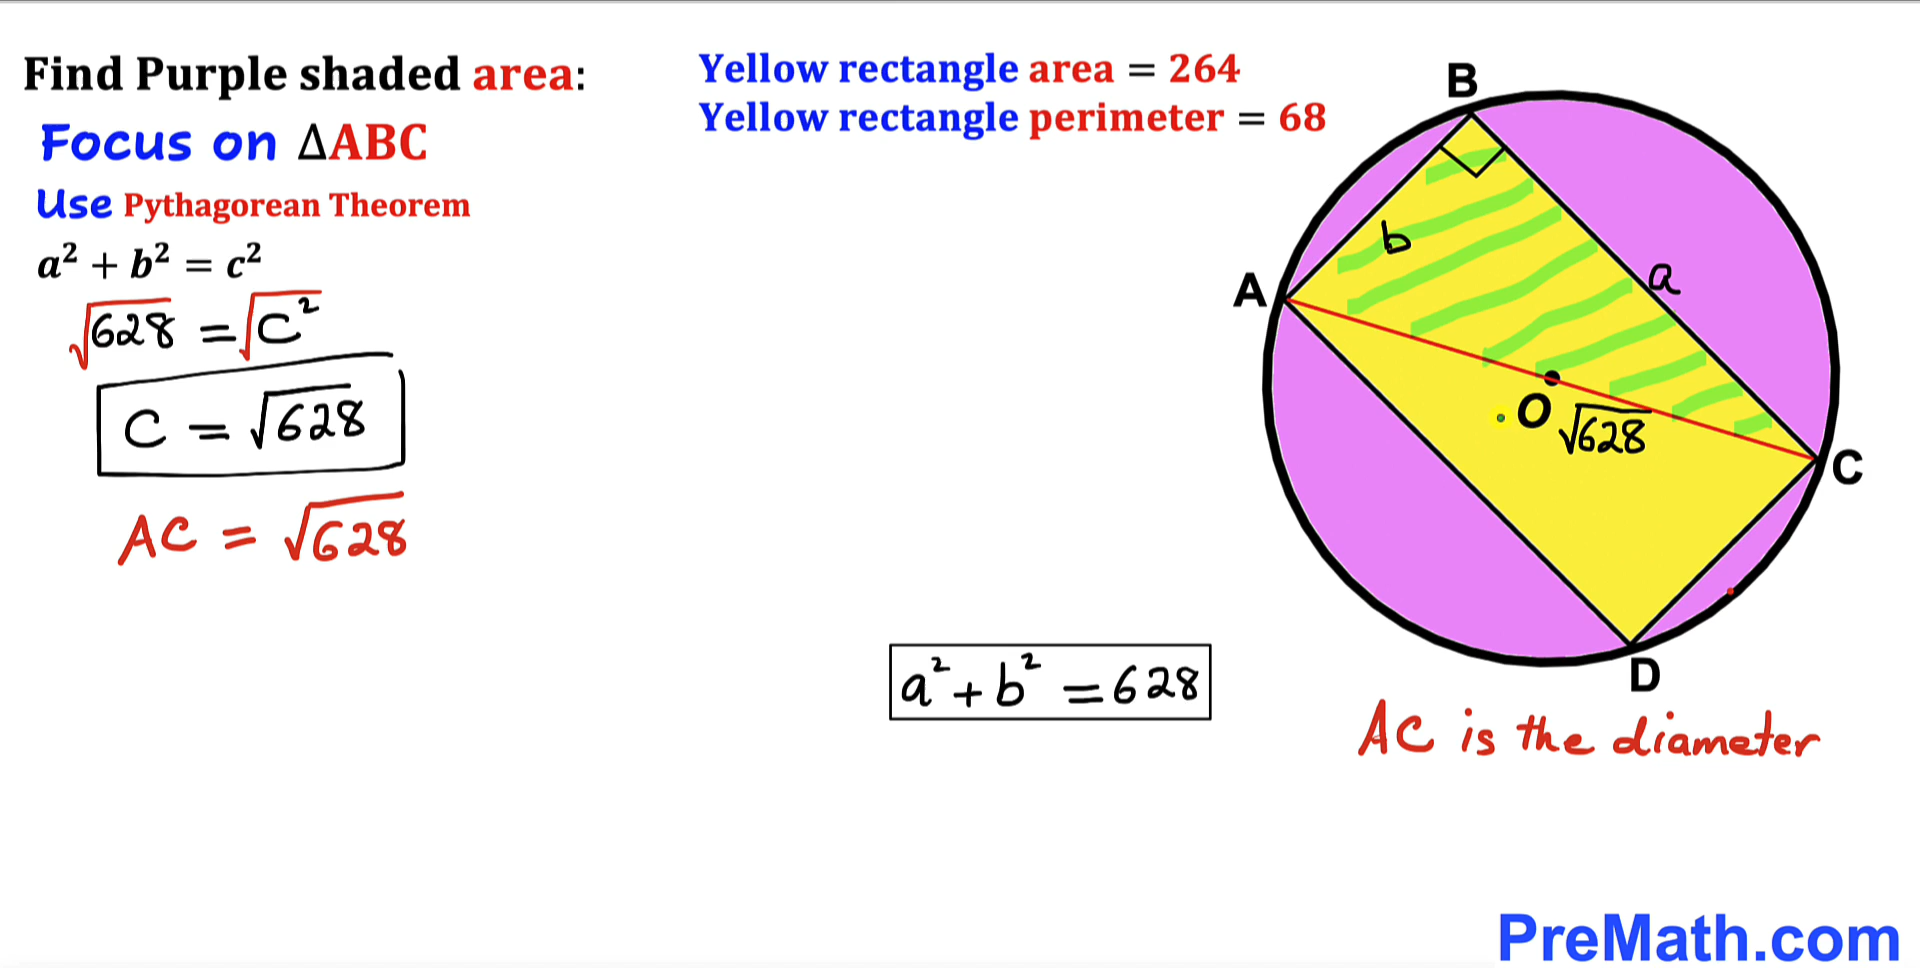 Find Purple shaded area:
Focus on ΔABC
Use Pythagorean Theorem
a² + b² = c²
√628 = √C²
C = √628
AC = √628
Yellow rectangle area = 264
Yellow rectangle perimeter = 68
B
b
a
A
O
√628
C
D
a² + b² = 628
AC is the diameter
PreMath.com